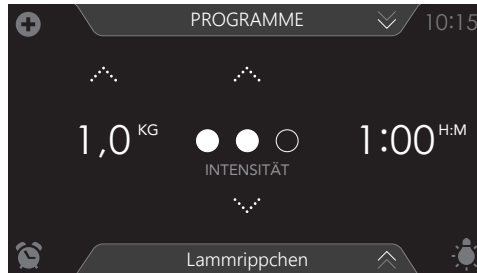 PROGRAMME
10:15
1,0 KG
1:00 H:M
INTENSITÄT
Lammrippchen